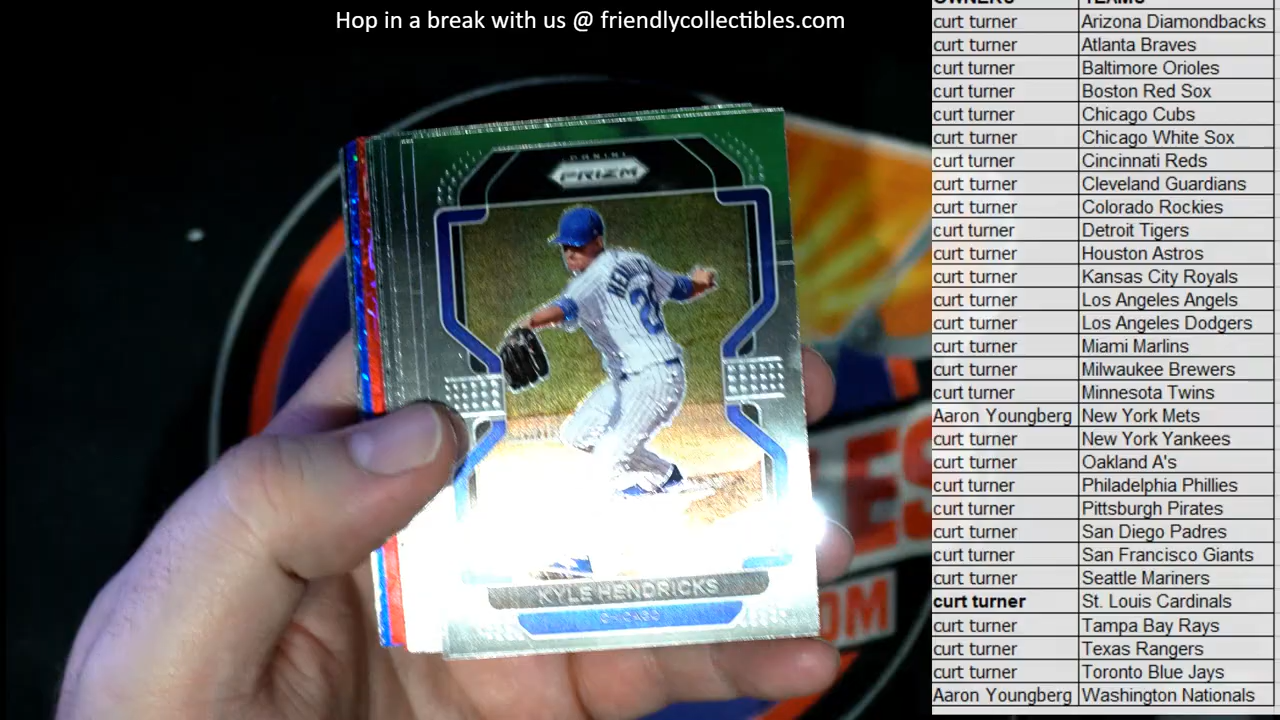 Hop in a break with us @ friendlycollectibles.com
OWNERS TEAMS
curt turner Arizona Diamondbacks
curt turner Atlanta Braves
curt turner Baltimore Orioles
curt turner Boston Red Sox
curt turner Chicago Cubs
curt turner Chicago White Sox
curt turner Cincinnati Reds
curt turner Cleveland Guardians
curt turner Colorado Rockies
curt turner Detroit Tigers
curt turner Houston Astros
curt turner Kansas City Royals
curt turner Los Angeles Angels
curt turner Los Angeles Dodgers
curt turner Miami Marlins
curt turner Milwaukee Brewers
curt turner Minnesota Twins
Aaron Youngberg New York Mets
curt turner New York Yankees
curt turner Oakland A's
curt turner Philadelphia Phillies
curt turner Pittsburgh Pirates
curt turner San Diego Padres
curt turner San Francisco Giants
curt turner Seattle Mariners
curt turner St. Louis Cardinals
curt turner Tampa Bay Rays
curt turner Texas Rangers
curt turner Toronto Blue Jays
Aaron Youngberg Washington Nationals
PANINI
PRIZM
KYLE HENDRICKS
CHICAGO